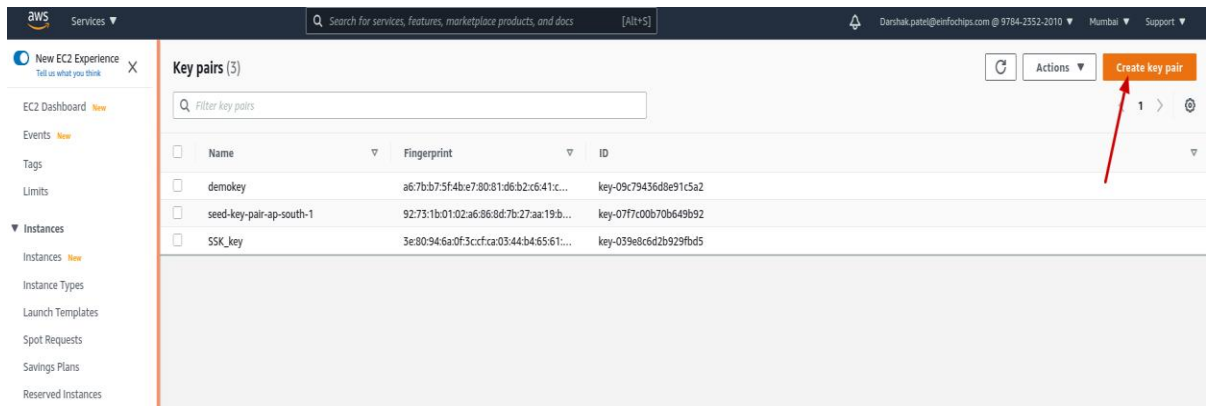 aws Services ▼ Search for services, features, marketplace products, and docs [Alt+S] Darshak.patel@einfochips.com @ 9784-2352-2010 ▼ Mumbai ▼ Support ▼
New EC2 Experience X
Tell us what you think
EC2 Dashboard New
Events New
Tags
Limits
▼ Instances
Instances New
Instance Types
Launch Templates
Spot Requests
Savings Plans
Reserved Instances
Key pairs (3) Actions ▼ Create key pair
Filter key pairs 1
Name Fingerprint ID
demokey a6:7b:b7:5f:4b:e7:80:81:d6:b2:c6:41:c... key-09c79436d8e91c5a2
seed-key-pair-ap-south-1 92:73:1b:01:02:a6:86:8d:7b:27:aa:19:b... key-07f7c00b70b649b92
SSK_key 3e:80:94:6a:0f:3c:cf:ca:03:44:b4:65:61:... key-039e8c6d2b929fbd5